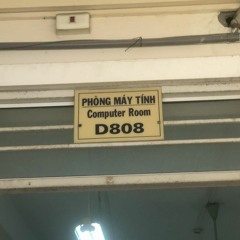 PHÒNG MÁY TÍNH
Computer Room
D808